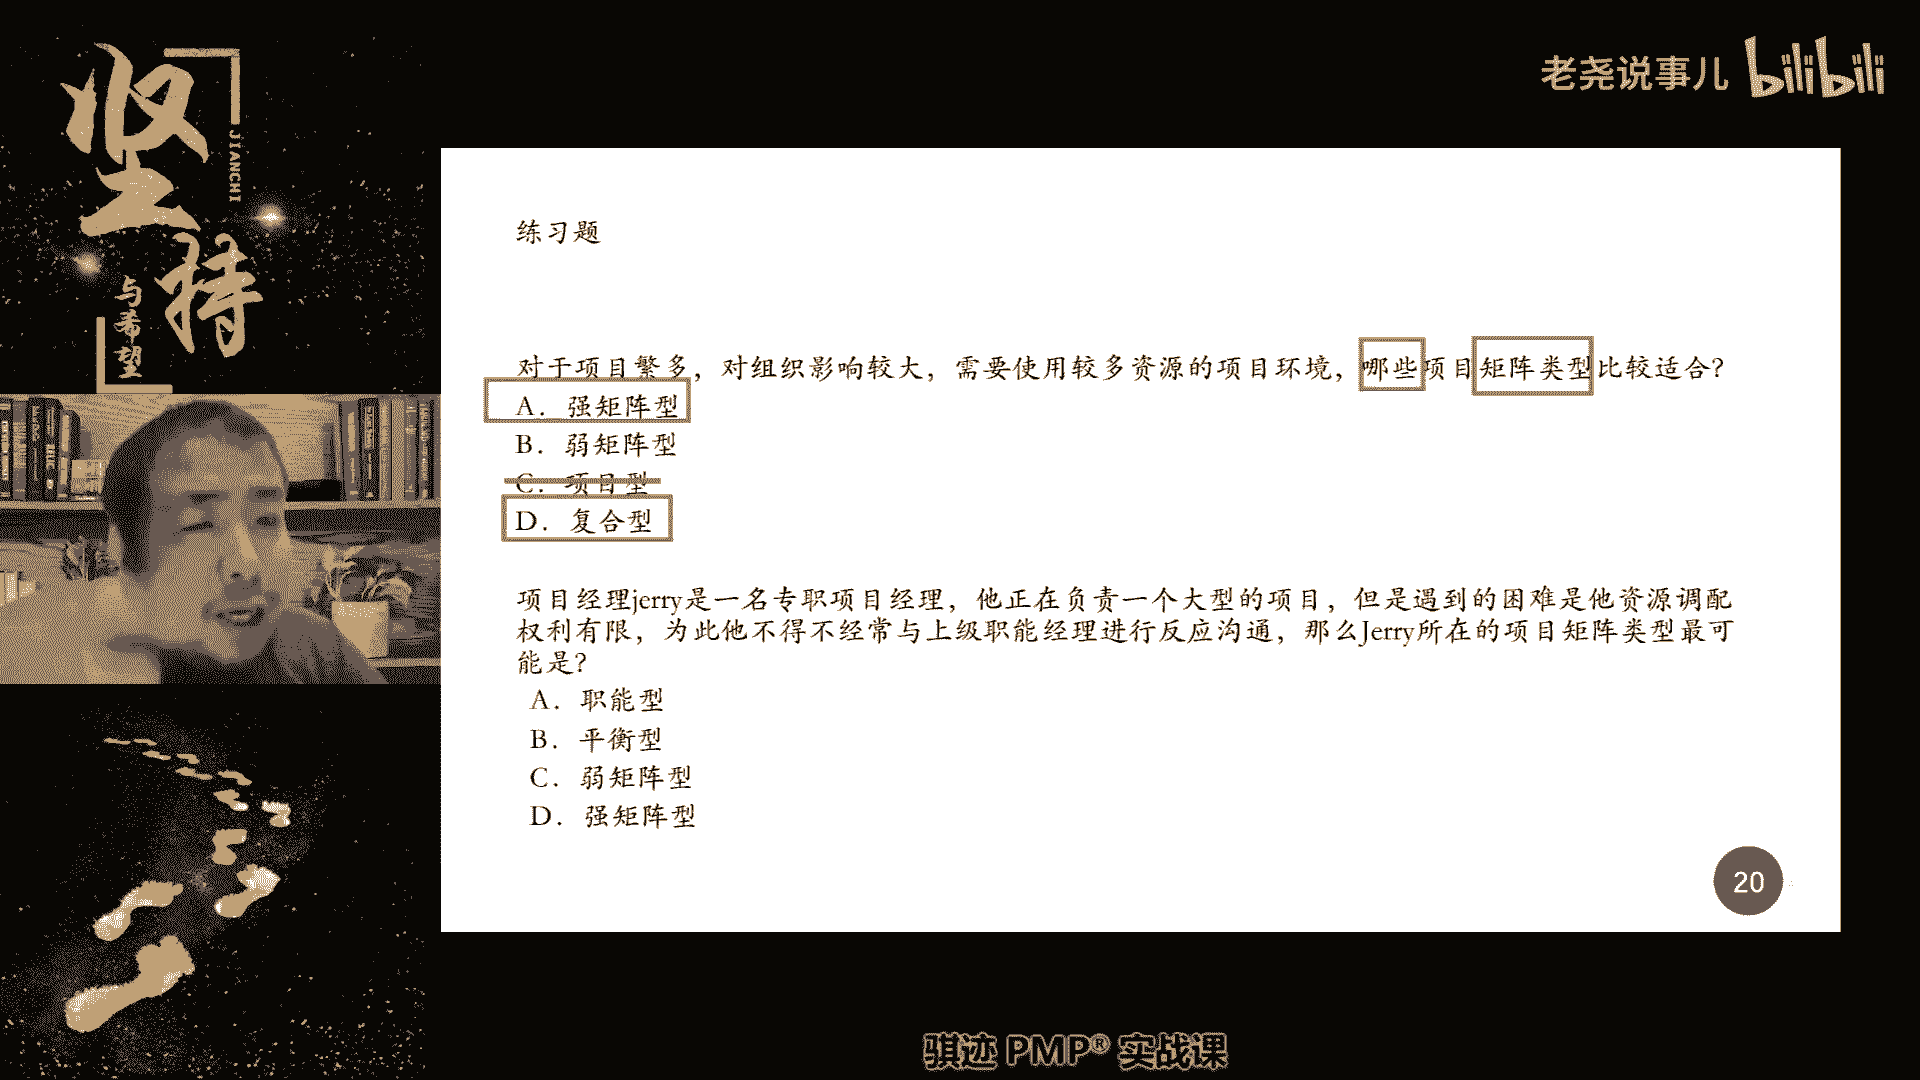 坚持
JIANCHI
与希望
老尧说事儿 bilibili
练习题
对于项目繁多，对组织影响较大，需要使用较多资源的项目环境，哪些项目矩阵类型比较适合？
A. 强矩阵型
B. 弱矩阵型
C. 项目型
D. 复合型
项目经理jerry是一名专职项目经理，他正在负责一个大型的项目，但是遇到的困难是他资源调配
权利有限，为此他不得不经常与上级职能经理进行反应沟通，那么Jerry所在的项目矩阵类型最可
能是？
A. 职能型
B. 平衡型
C. 弱矩阵型
D. 强矩阵型
20
骐迹 PMP® 实战课